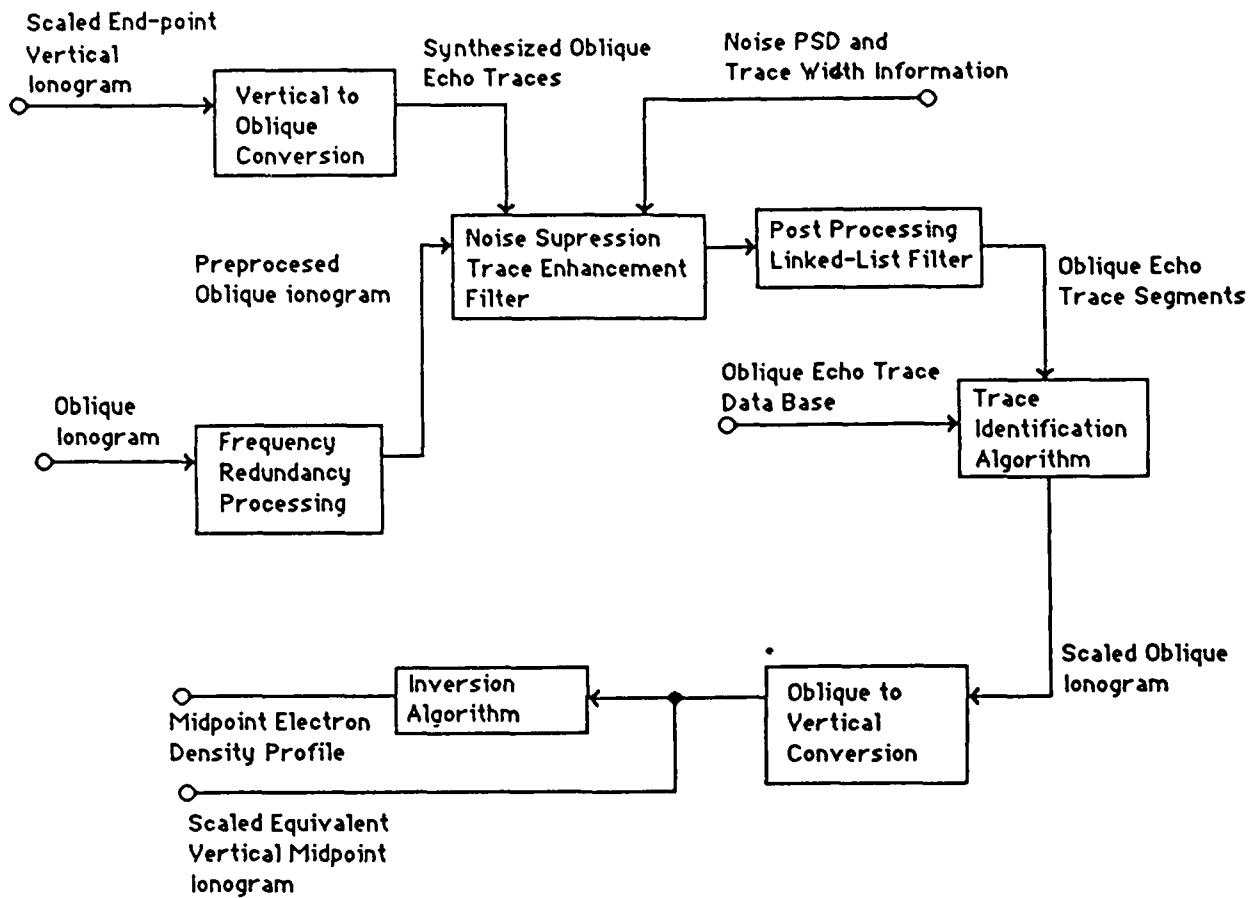 Scaled End-point
Vertical
Ionogram
Vertical to
Oblique
Conversion
Synthesized Oblique
Echo Traces
Noise PSD and
Trace Width Information
Preprocesed
Oblique ionogram
Noise Supression
Trace Enhancement
Filter
Post Processing
Linked-List Filter
Oblique Echo
Trace Segments
Oblique Echo Trace
Data Base
Trace
Identification
Algorithm
Oblique
Ionogram
Frequency
Redundancy
Processing
Scaled Oblique
Ionogram
Oblique to
Vertical
Conversion
Inversion
Algorithm
Midpoint Electron
Density Profile
Scaled Equivalent
Vertical Midpoint
Ionogram